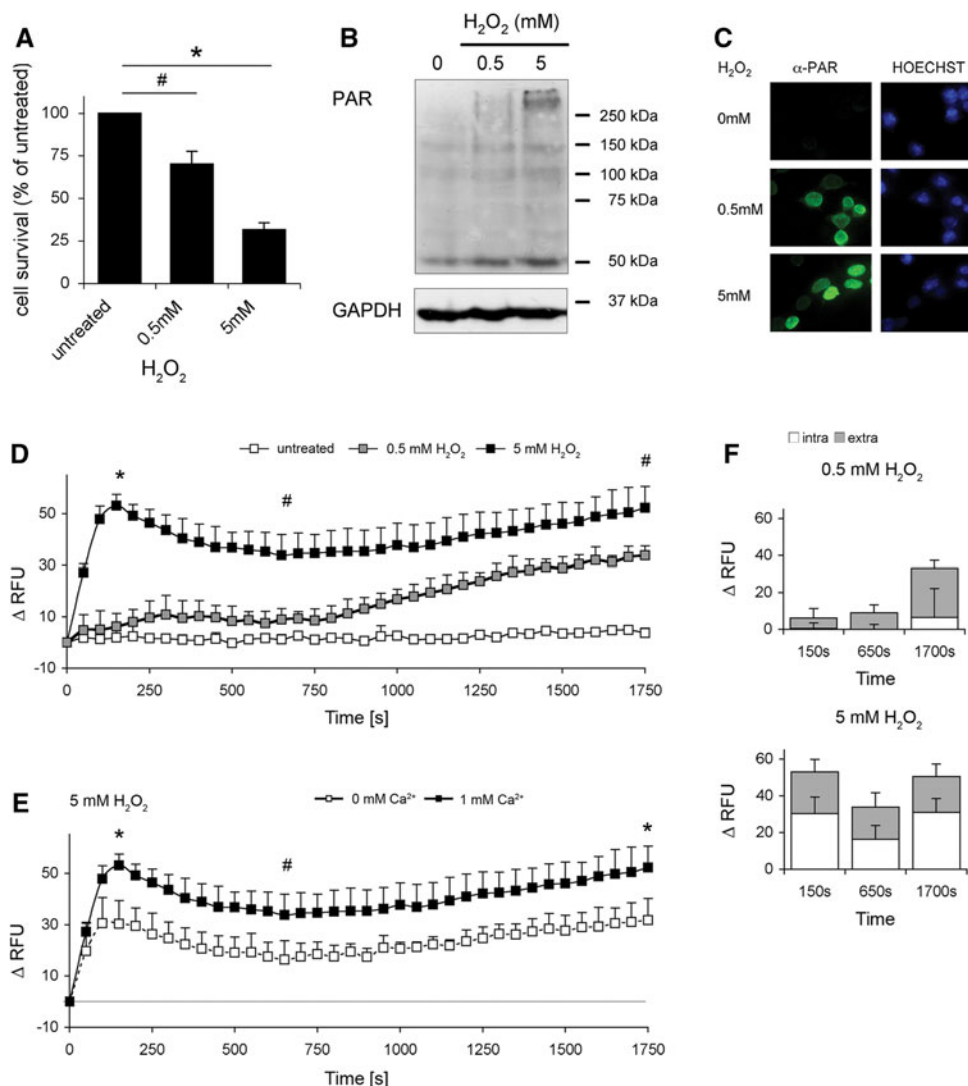 A
*
#
cell survival (% of untreated)
100
75
50
25
0
untreated
0.5mM
5mM
H₂O₂
B
H₂O₂ (mM)
0 0.5 5
PAR
250 kDa
150 kDa
100 kDa
75 kDa
50 kDa
37 kDa
GAPDH
C
H₂O₂ α-PAR HOECHST
0mM
0.5mM
5mM
D
untreated 0.5 mM H₂O₂ 5 mM H₂O₂
* # #
Δ RFU
50
30
10
-10
0 250 500 750 1000 1250 1500 1750
Time [s]
E
5 mM H₂O₂
0 mM Ca²⁺ 1 mM Ca²⁺
* # *
Δ RFU
50
30
10
-10
0 250 500 750 1000 1250 1500 1750
Time [s]
F
intra extra
0.5 mM H₂O₂
Δ RFU
60
40
20
0
150s 650s 1700s
Time
5 mM H₂O₂
Δ RFU
60
40
20
0
150s 650s 1700s
Time